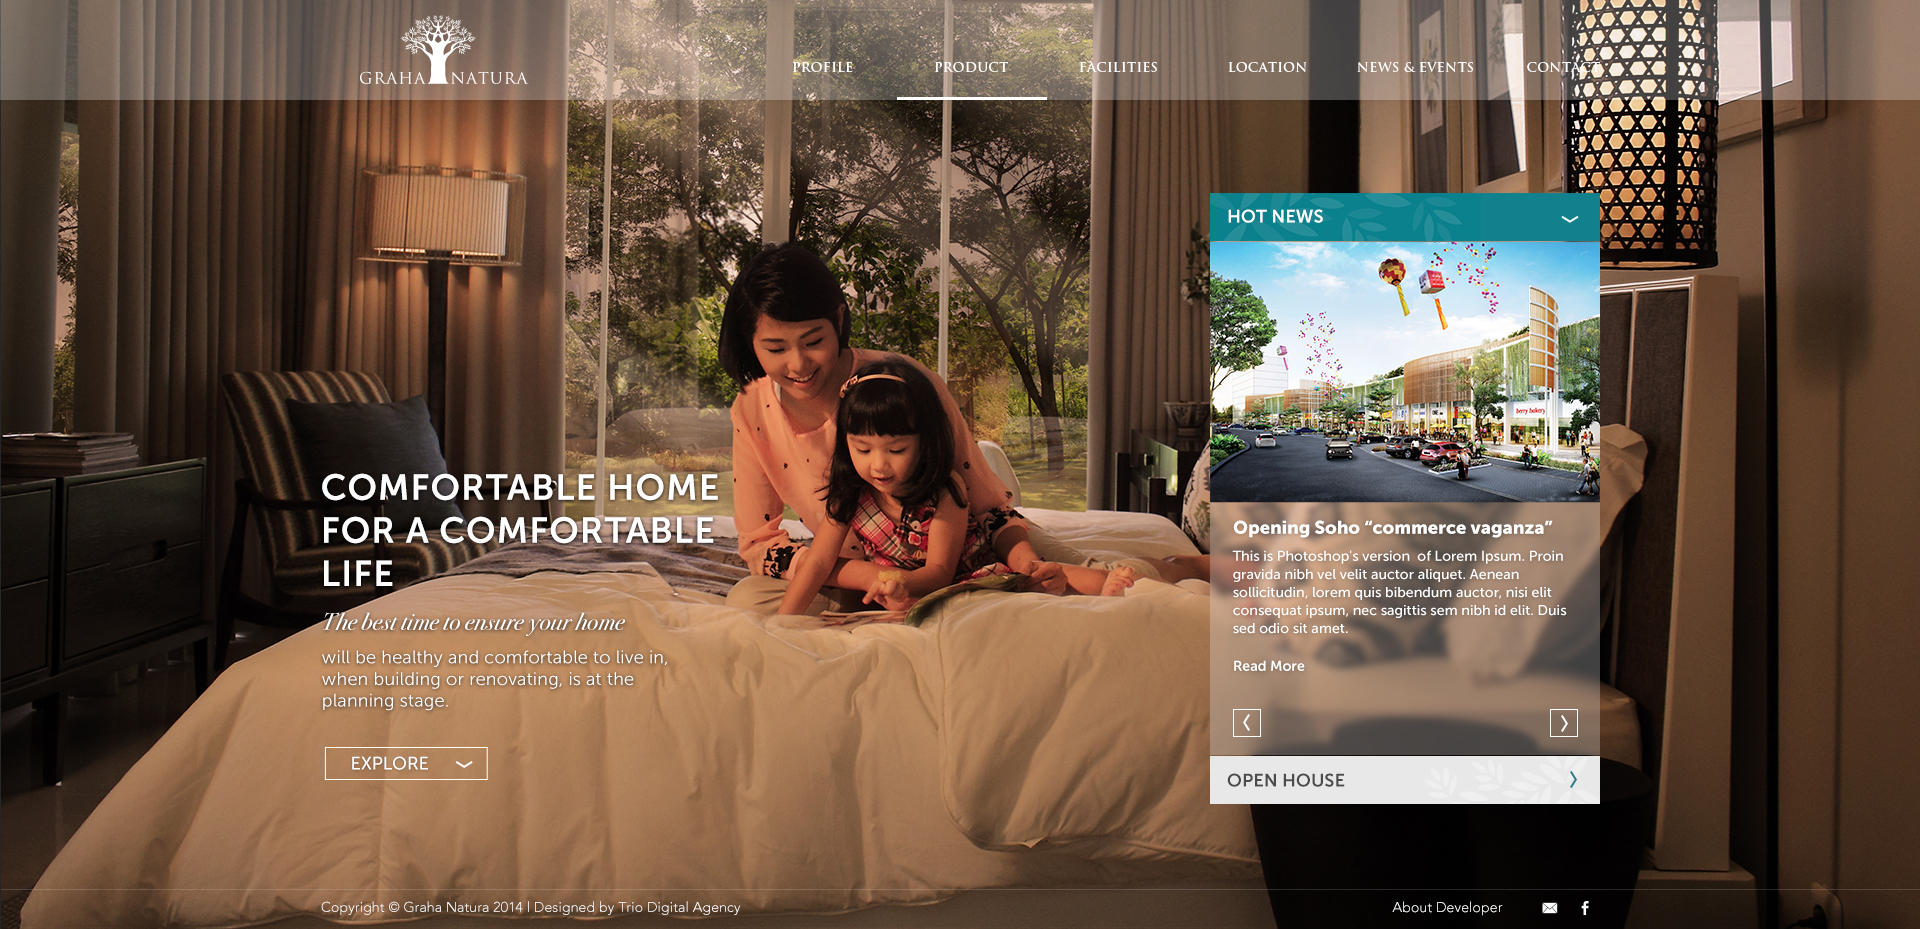 GRAHA NATURA
PROFILE
PRODUCT
FACILITIES
LOCATION
NEWS & EVENTS
CONTACT
HOT NEWS
berry bakery
Opening Soho “commerce vaganza”
This is Photoshop's version of Lorem Ipsum. Proin
gravida nibh vel velit auctor aliquet. Aenean
sollicitudin, lorem quis bibendum auctor, nisi elit
consequat ipsum, nec sagittis sem nibh id elit. Duis
sed odio sit amet.
Read More
OPEN HOUSE
COMFORTABLE HOME
FOR A COMFORTABLE
LIFE
The best time to ensure your home
will be healthy and comfortable to live in,
when building or renovating, is at the
planning stage.
EXPLORE
Copyright © Graha Natura 2014 | Designed by Trio Digital Agency
About Developer